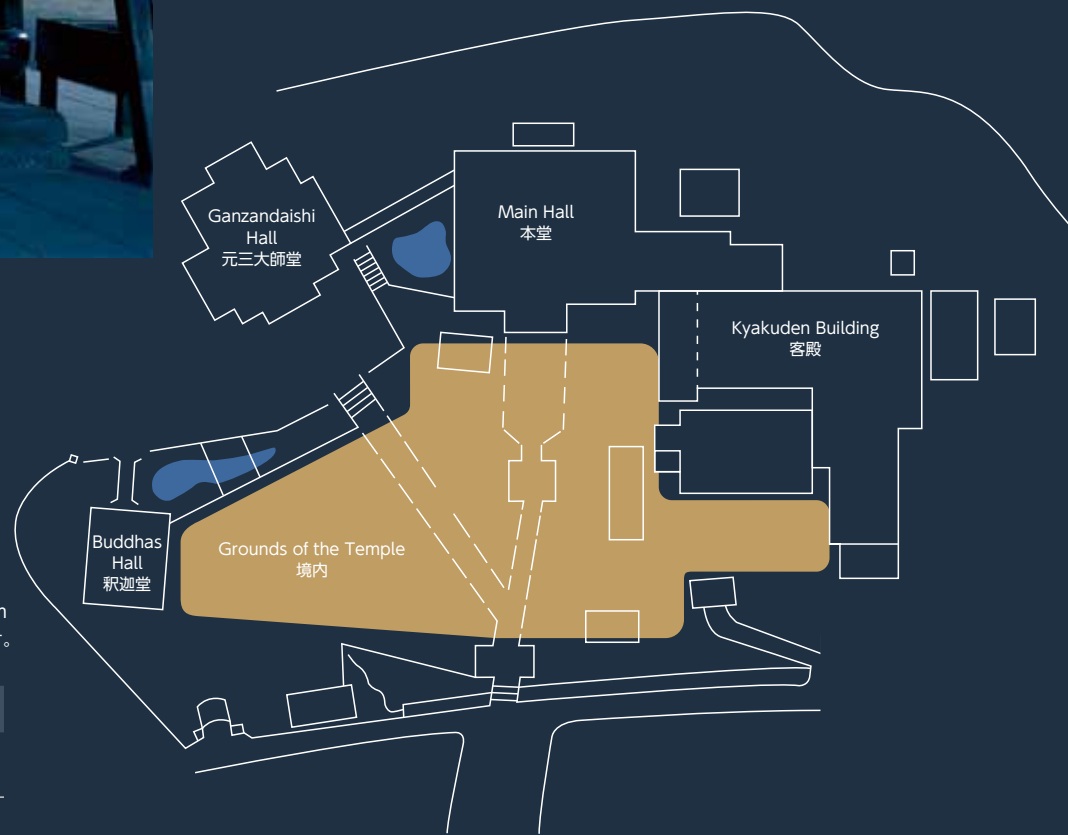 Ganzandaishi
Hall
元三大師堂
Main Hall
本堂
Kyakuden Building
客殿
Grounds of the Temple
境内
Buddhas
Hall
釈迦堂
。